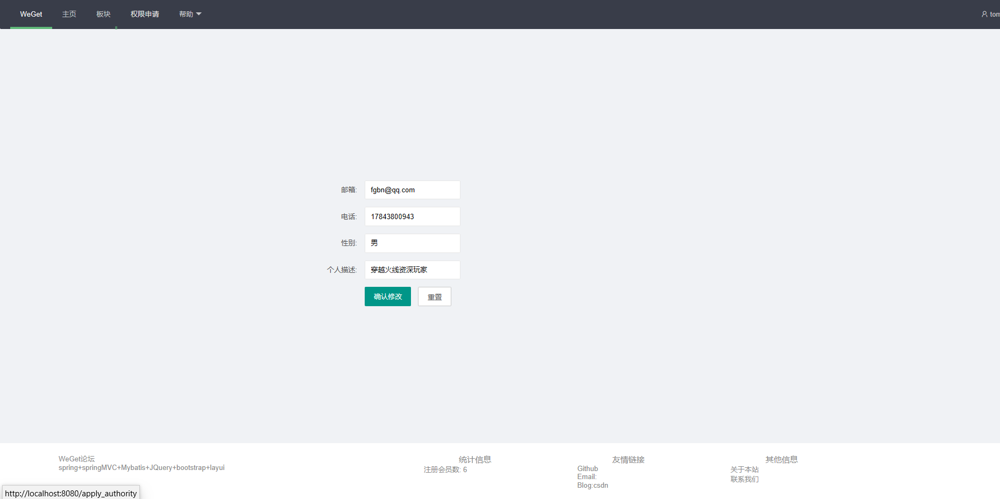 WeGet 主页 板块 权限申请 帮助 tom
邮箱: fgbn@qq.com
电话: 17843800943
性别: 男
个人描述: 穿越火线资深玩家
确认修改 重置
WeGet论坛
spring+springMVC+Mybatis+JQuery+bootstrap+layui
统计信息
注册会员数: 6
友情链接
Github
Email:
Blog:csdn
其他信息
关于本站
联系我们
http://localhost:8080/apply_authority